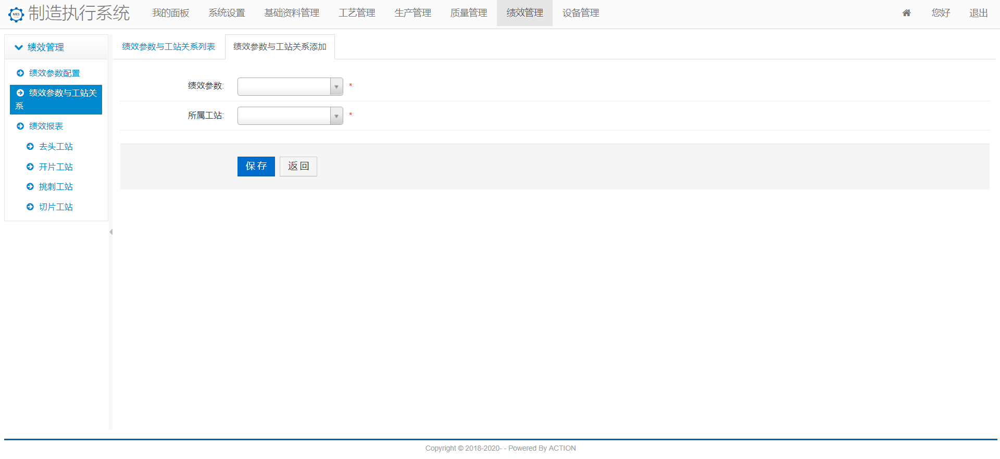 MES 制造执行系统 我的面板 系统设置 基础资料管理 工艺管理 生产管理 质量管理 绩效管理 设备管理 您好 退出
绩效管理
绩效参数配置
绩效参数与工站关
系
绩效报表
去头工站
开片工站
挑刺工站
切片工站
绩效参数与工站关系列表 绩效参数与工站关系添加
绩效参数: *
所属工站: *
保存 返回
Copyright © 2018-2020- - Powered By ACTION